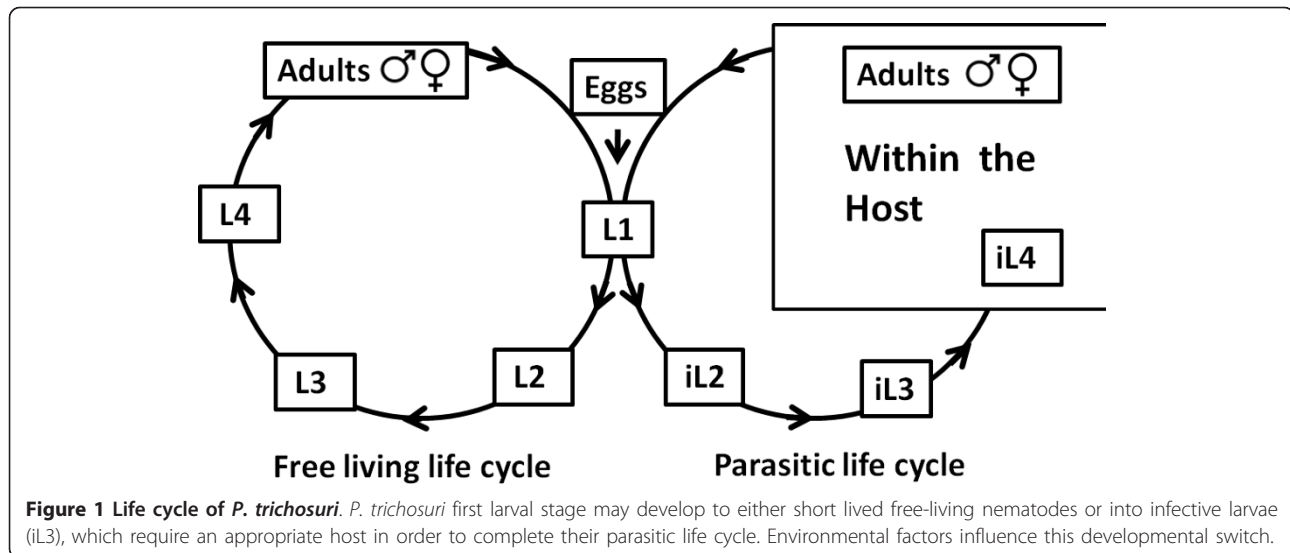 Adults ♂♀
Eggs
Adults ♂♀
Within the
Host
L4
L1
iL4
L3
L2
iL2
iL3
Free living life cycle
Parasitic life cycle
Figure 1 Life cycle of P. trichosuri. P. trichosuri first larval stage may develop to either short lived free-living nematodes or into infective larvae
(iL3), which require an appropriate host in order to complete their parasitic life cycle. Environmental factors influence this developmental switch.